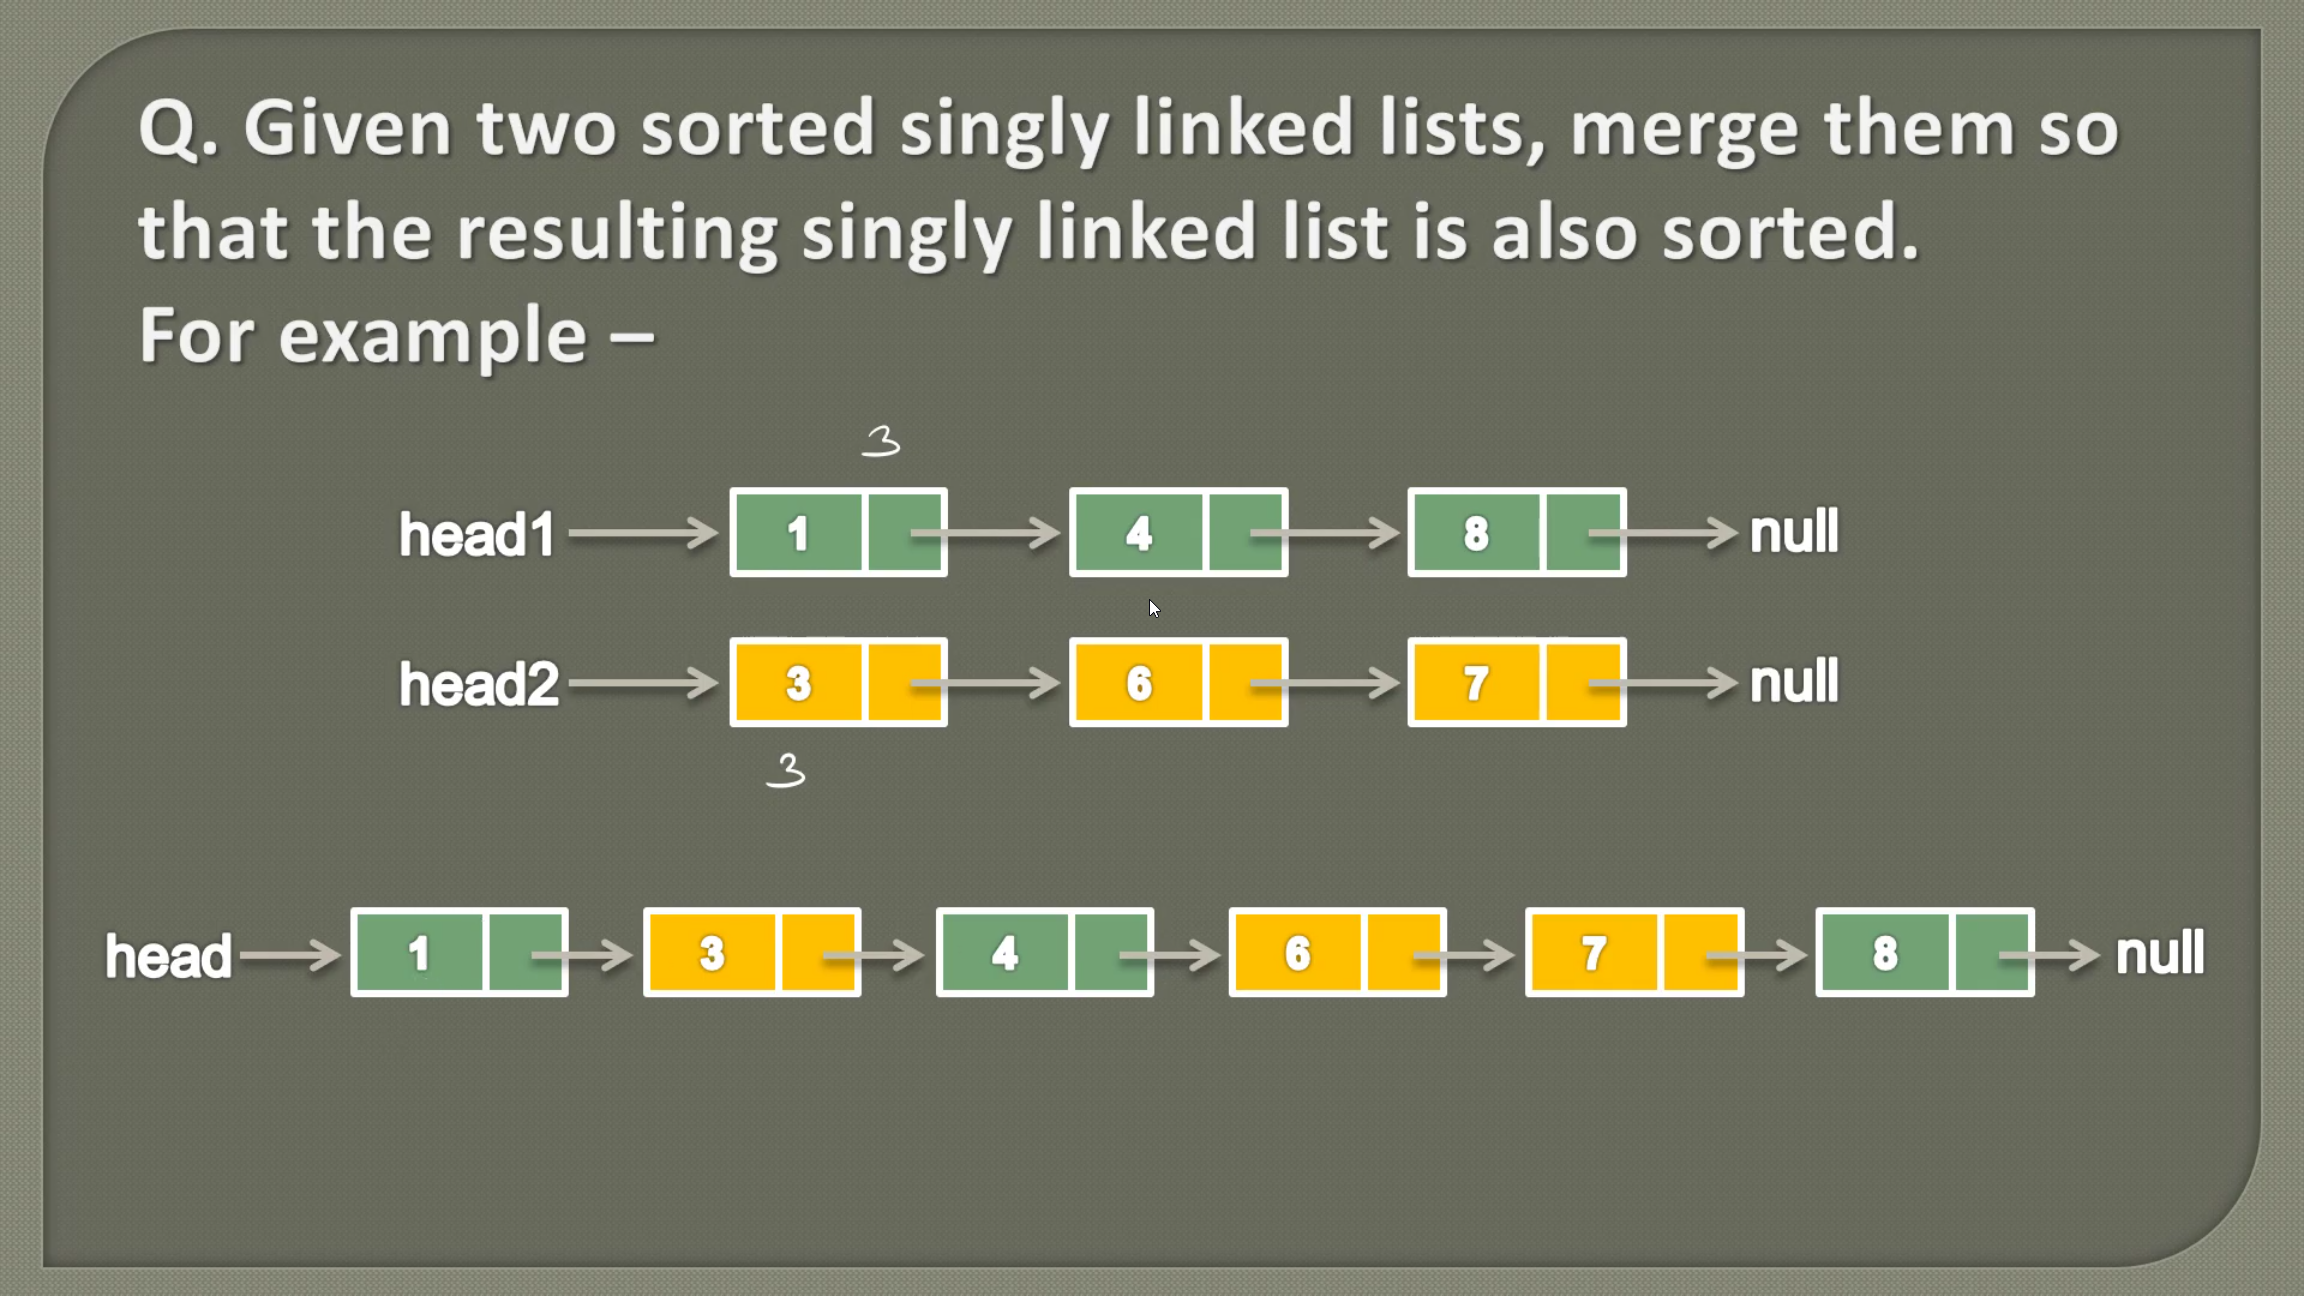 Q. Given two sorted singly linked lists, merge them so
that the resulting singly linked list is also sorted.
For example –
3
head1 1 4 8 null
head2 3 6 7 null
3
head 1 3 4 6 7 8 null